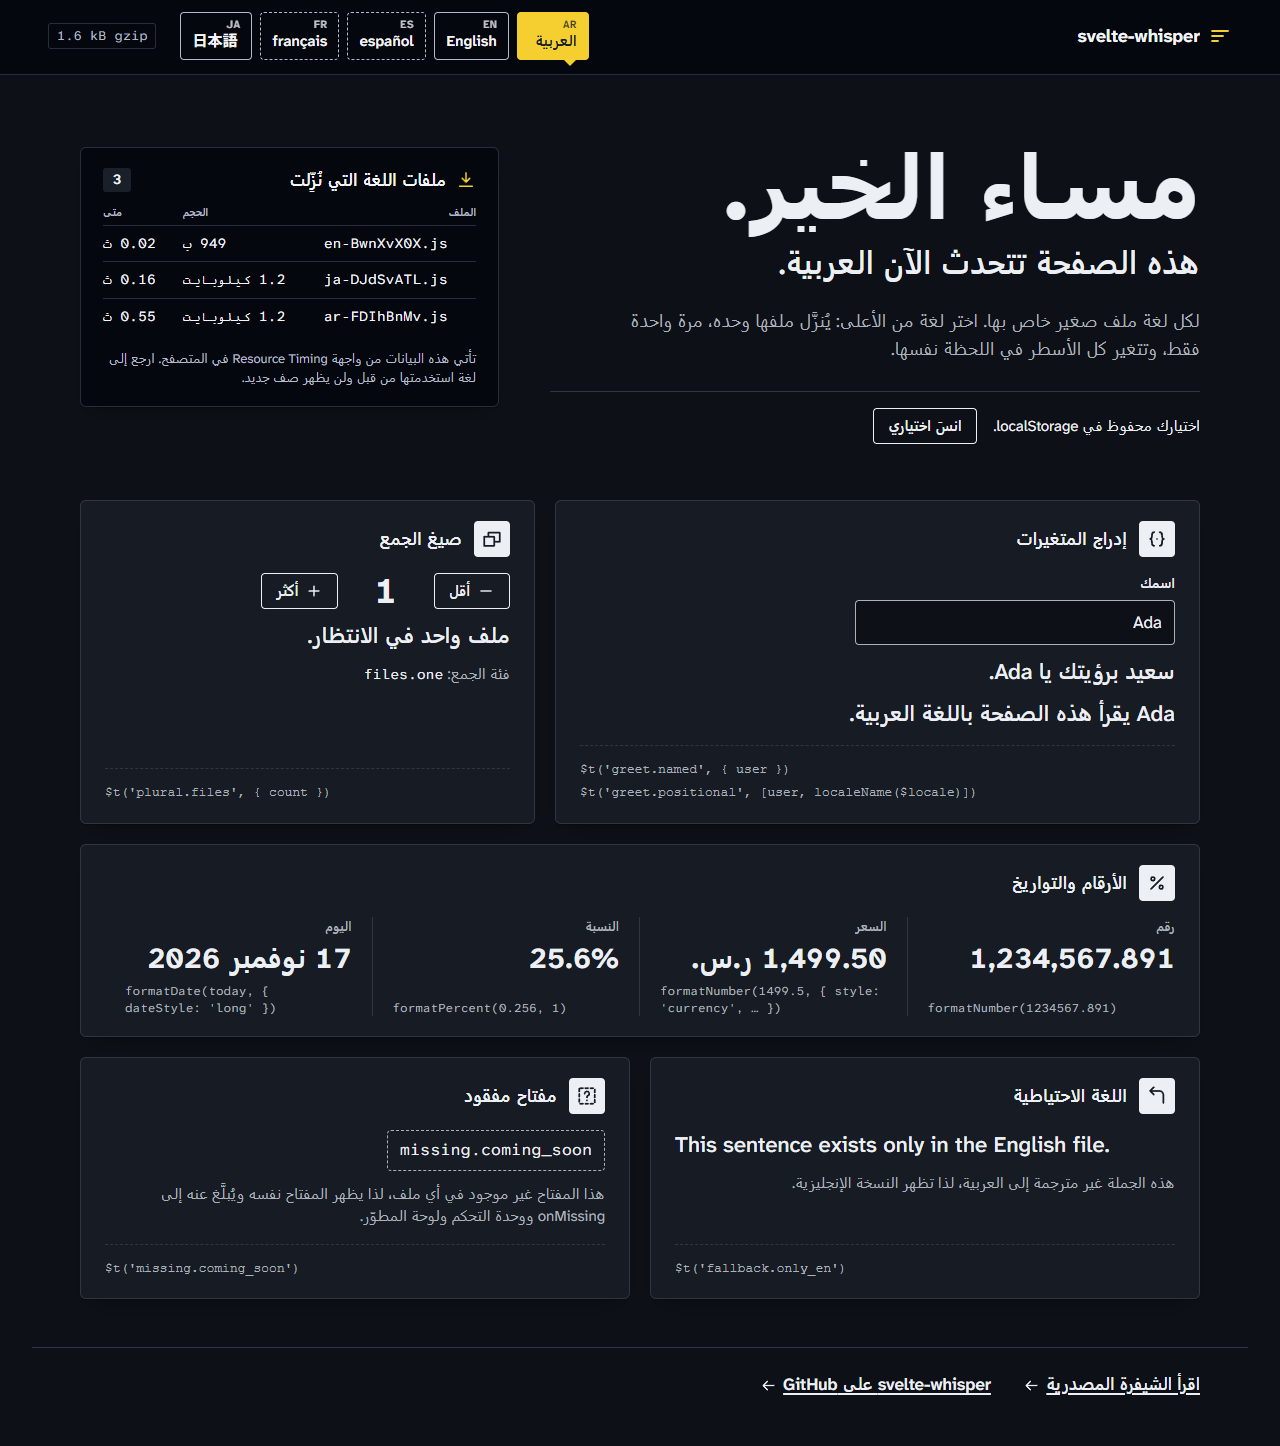 svelte-whisper
AR
العربية
EN
English
ES
español
FR
français
JA
日本語
1.6 kB gzip
مساء الخير.
هذه الصفحة تتحدث الآن العربية.
لكل لغة ملف صغير خاص بها. اختر لغة من الأعلى: يُنزَّل ملفها وحده، مرة واحدة
فقط، وتتغير كل الأسطر في اللحظة نفسها.
اختيارك محفوظ في localStorage.
انسَ اختياري
ملفات اللغة التي نُزّلت
3
الملف الحجم متى
en-BwnXvX0X.js 949 ب 0.02 ث
ja-DJdSvATL.js 1.2 كيلوبايت 0.16 ث
ar-FDIhBnMv.js 1.2 كيلوبايت 0.55 ث
تأتي هذه البيانات من واجهة Resource Timing في المتصفح. ارجع إلى
لغة استخدمتها من قبل ولن يظهر صف جديد.
إدراج المتغيرات
اسمك
Ada
سعيد برؤيتك يا Ada.
Ada يقرأ هذه الصفحة باللغة العربية.
$t('greet.named', { user })
$t('greet.positional', [user, localeName($locale)])
صيغ الجمع
أقل
1
أكثر
ملف واحد في الانتظار.
فئة الجمع: files.one
$t('plural.files', { count })
الأرقام والتواريخ
رقم
1,234,567.891
formatNumber(1234567.891)
السعر
1,499.50 ر.س.
formatNumber(1499.5, { style:
'currency', … })
النسبة
25.6%
formatPercent(0.256, 1)
اليوم
17 نوفمبر 2026
formatDate(today, {
dateStyle: 'long' })
اللغة الاحتياطية
This sentence exists only in the English file.
هذه الجملة غير مترجمة إلى العربية، لذا تظهر النسخة الإنجليزية.
$t('fallback.only_en')
مفتاح مفقود
missing.coming_soon
هذا المفتاح غير موجود في أي ملف، لذا يظهر المفتاح نفسه ويُبلَّغ عنه إلى
onMissing ووحدة التحكم ولوحة المطوّر.
$t('missing.coming_soon')
اقرأ الشيفرة المصدرية ←
svelte-whisper على GitHub ←